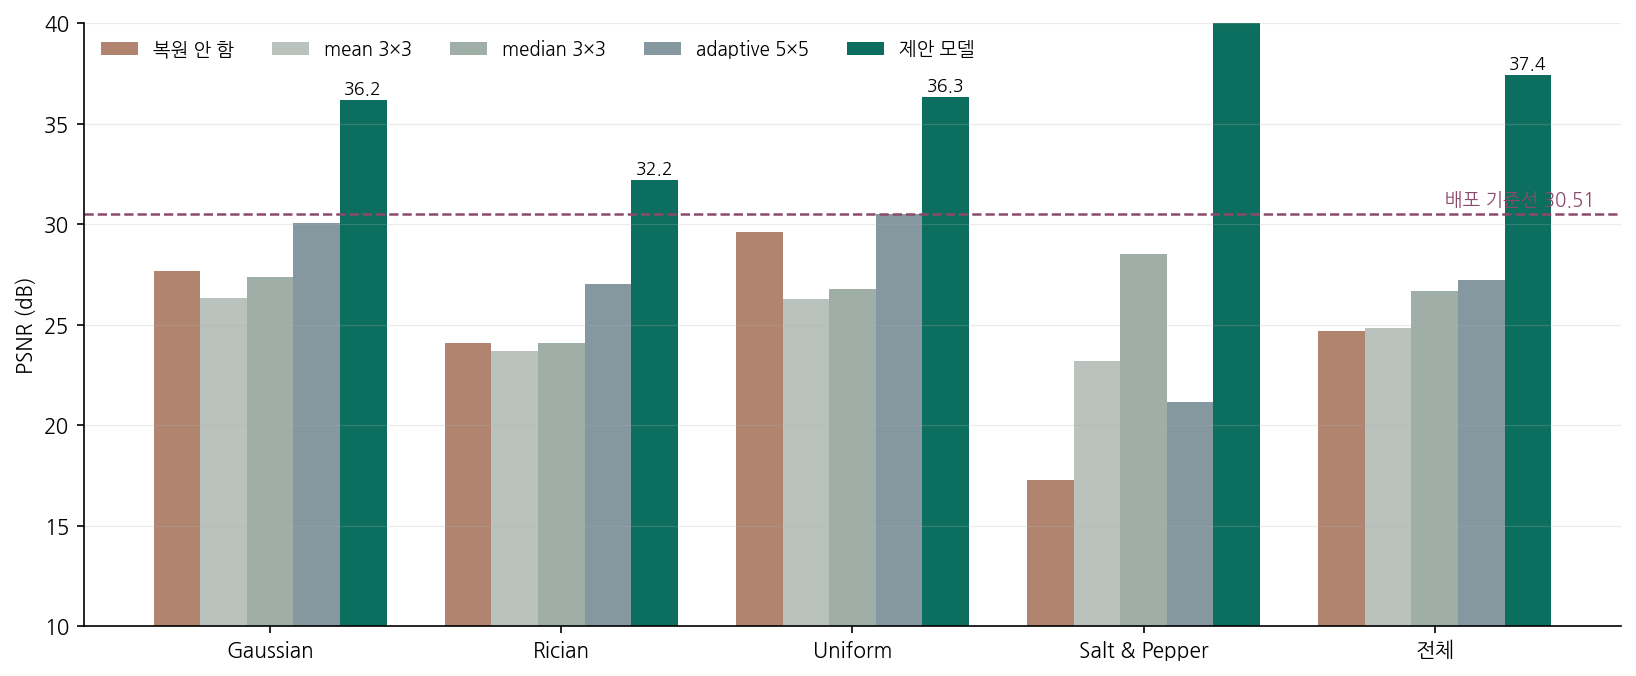 복원 안 함
mean 3×3
median 3×3
adaptive 5×5
제안 모델
PSNR (dB)
40
35
30
25
20
15
10
36.2
32.2
36.3
37.4
배포 기준선 30.51
Gaussian
Rician
Uniform
Salt & Pepper
전체